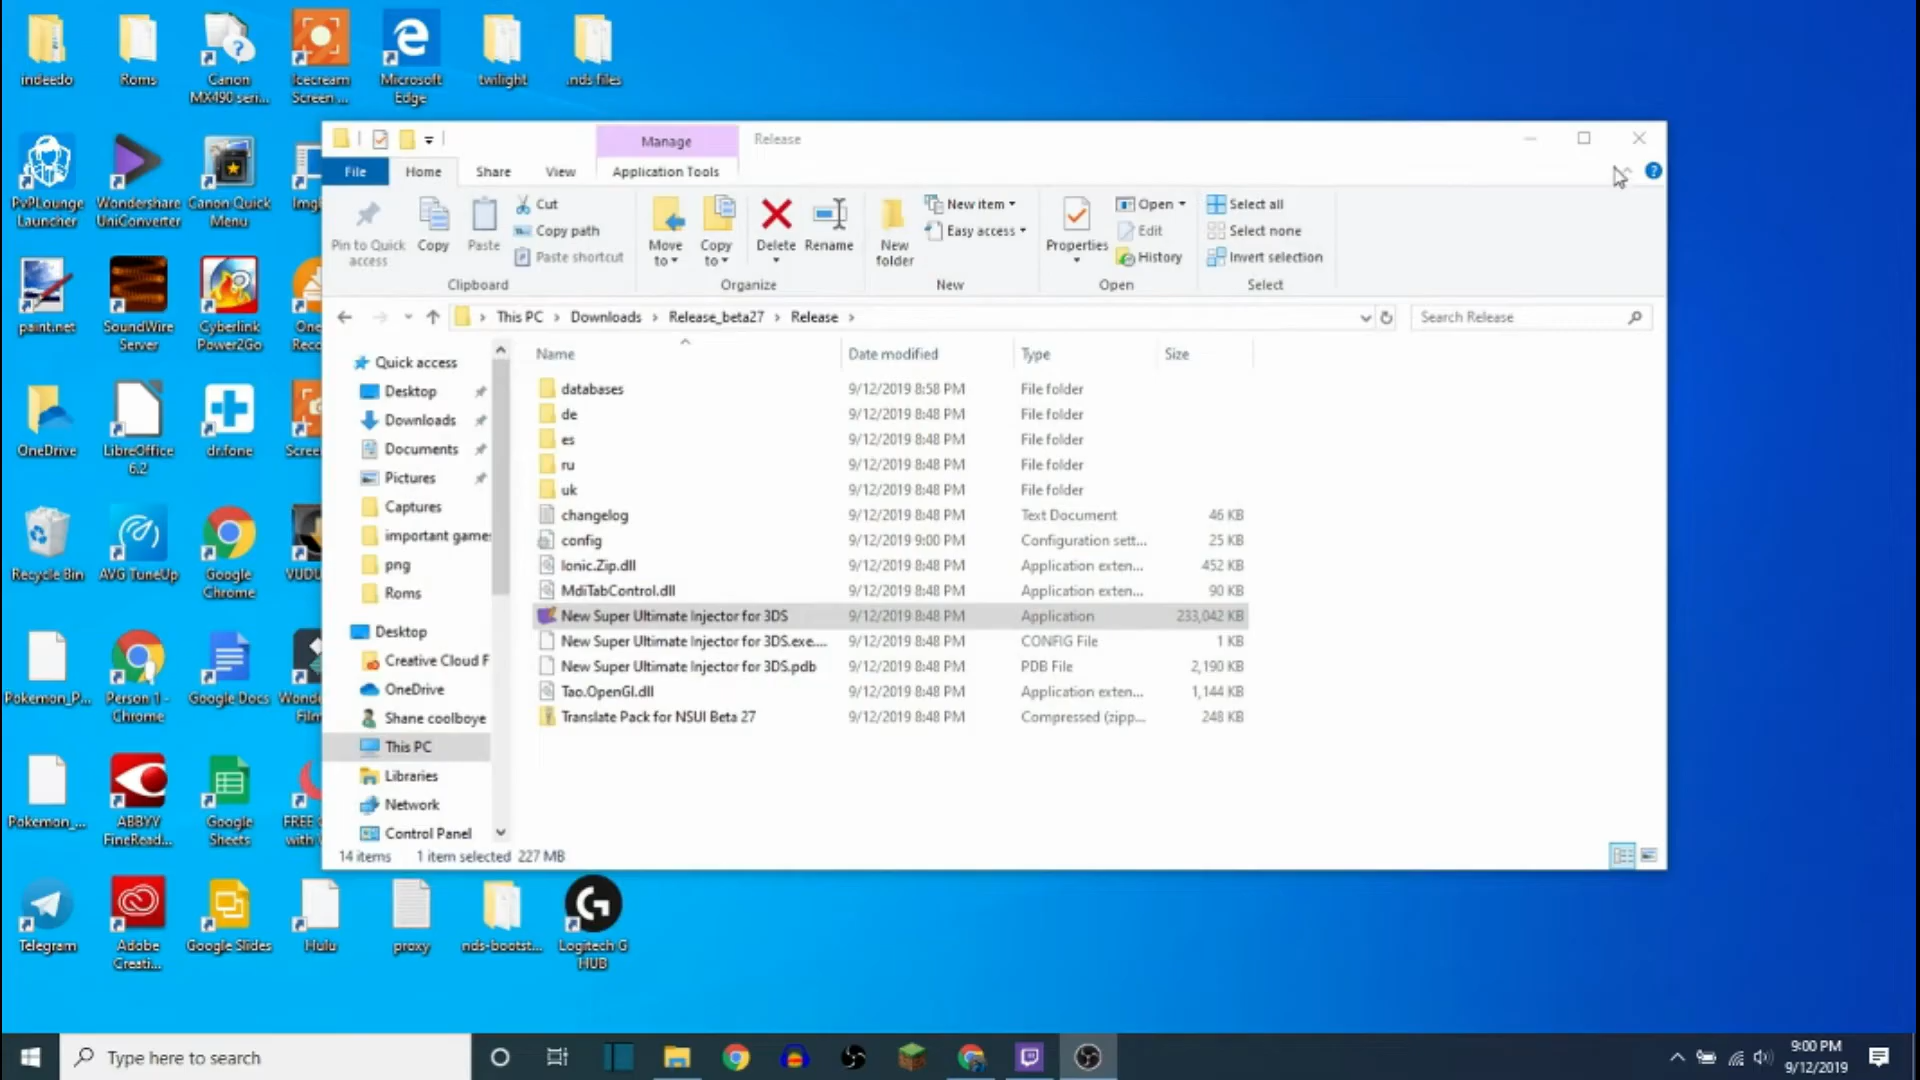 indeedo
Roms
Canon
MX490 seri...
Icecream
Screen ...
Microsoft
Edge
twilight
.nds files
PvPLounge
Launcher
Wondershare
UniConverter
Canon Quick
Menu
paint.net
SoundWire
Server
Cyberlink
Power2Go
OneDrive
LibreOffice
6.2
dr.fone
Recycle Bin
AVG TuneUp
Google
Chrome
Pokemon_P...
Person 1 -
Chrome
Google Docs
Pokemon_...
ABBYY
FineRead...
Google
Sheets
FREE
with
Telegram
Adobe
Creati...
Google Slides
Hulu
proxy
nds-bootst...
Logitech G
HUB
Manage
Release
File
Home
Share
View
Application Tools
Pin to Quick
access
Copy
Paste
Cut
Copy path
Paste shortcut
Clipboard
Move
to
Copy
to
Delete
Rename
Organize
New
folder
New item
Easy access
New
Properties
Open
Edit
History
Open
Select all
Select none
Invert selection
Select
This PC > Downloads > Release_beta27 > Release >
Search Release
Quick access
Desktop
Downloads
Documents
Pictures
Captures
important game
png
Roms
Desktop
Creative Cloud F
OneDrive
Shane coolboye
This PC
Libraries
Network
Control Panel
Name Date modified Type Size
databases 9/12/2019 8:58 PM File folder
de 9/12/2019 8:48 PM File folder
es 9/12/2019 8:48 PM File folder
ru 9/12/2019 8:48 PM File folder
uk 9/12/2019 8:48 PM File folder
changelog 9/12/2019 8:48 PM Text Document 46 KB
config 9/12/2019 9:00 PM Configuration sett... 25 KB
Ionic.Zip.dll 9/12/2019 8:48 PM Application exten... 452 KB
MdiTabControl.dll 9/12/2019 8:48 PM Application exten... 90 KB
New Super Ultimate Injector for 3DS 9/12/2019 8:48 PM Application 233,042 KB
New Super Ultimate Injector for 3DS.exe.... 9/12/2019 8:48 PM CONFIG File 1 KB
New Super Ultimate Injector for 3DS.pdb 9/12/2019 8:48 PM PDB File 2,190 KB
Tao.OpenGl.dll 9/12/2019 8:48 PM Application exten... 1,144 KB
Translate Pack for NSUI Beta 27 9/12/2019 8:48 PM Compressed (zipp... 248 KB
14 items 1 item selected 227 MB
Type here to search
9:00 PM
9/12/2019